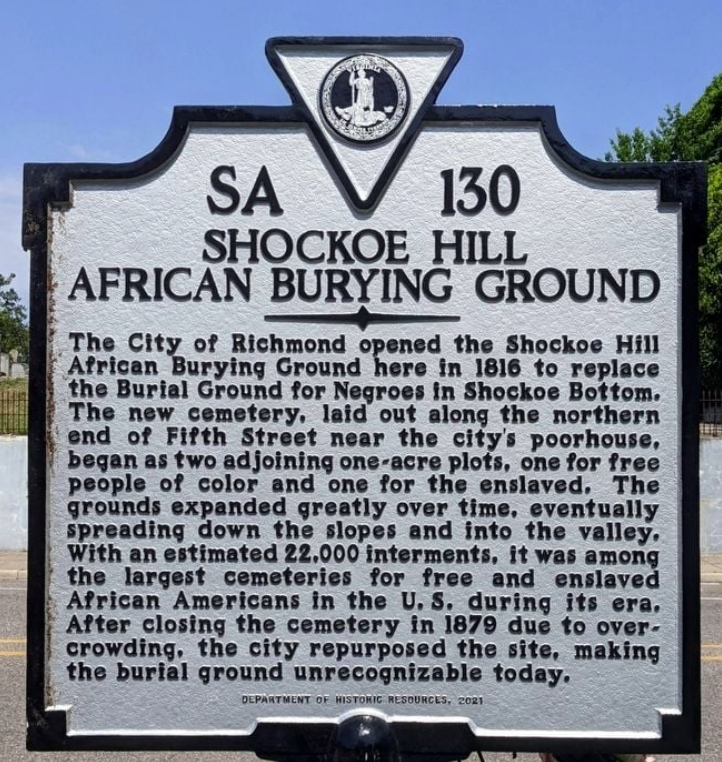 VIRGINIA
SA 130
SHOCKOE HILL
AFRICAN BURYING GROUND
The City of Richmond opened the Shockoe Hill
African Burying Ground here in 1816 to replace
the Burial Ground for Negroes in Shockoe Bottom.
The new cemetery, laid out along the northern
end of Fifth Street near the city's poorhouse,
began as two adjoining one-acre plots, one for free
people of color and one for the enslaved. The
grounds expanded greatly over time, eventually
spreading down the slopes and into the valley.
With an estimated 22,000 interments, it was among
the largest cemeteries for free and enslaved
African Americans in the U.S. during its era.
After closing the cemetery in 1879 due to over-
crowding, the city repurposed the site, making
the burial ground unrecognizable today.
DEPARTMENT OF HISTORIC RESOURCES, 2021